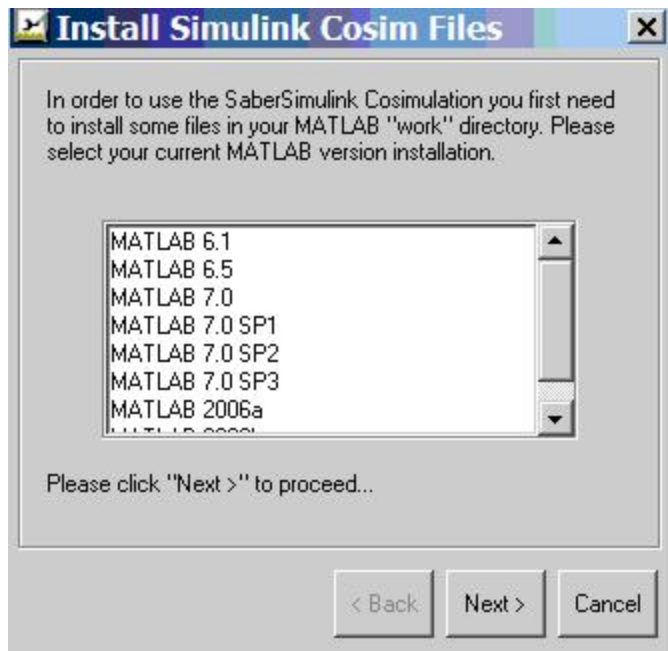 Install Simulink Cosim Files
In order to use the SaberSimulink Cosimulation you first need
to install some files in your MATLAB "work" directory. Please
select your current MATLAB version installation.
MATLAB 6.1
MATLAB 6.5
MATLAB 7.0
MATLAB 7.0 SP1
MATLAB 7.0 SP2
MATLAB 7.0 SP3
MATLAB 2006a
Please click "Next >" to proceed...
< Back
Next >
Cancel